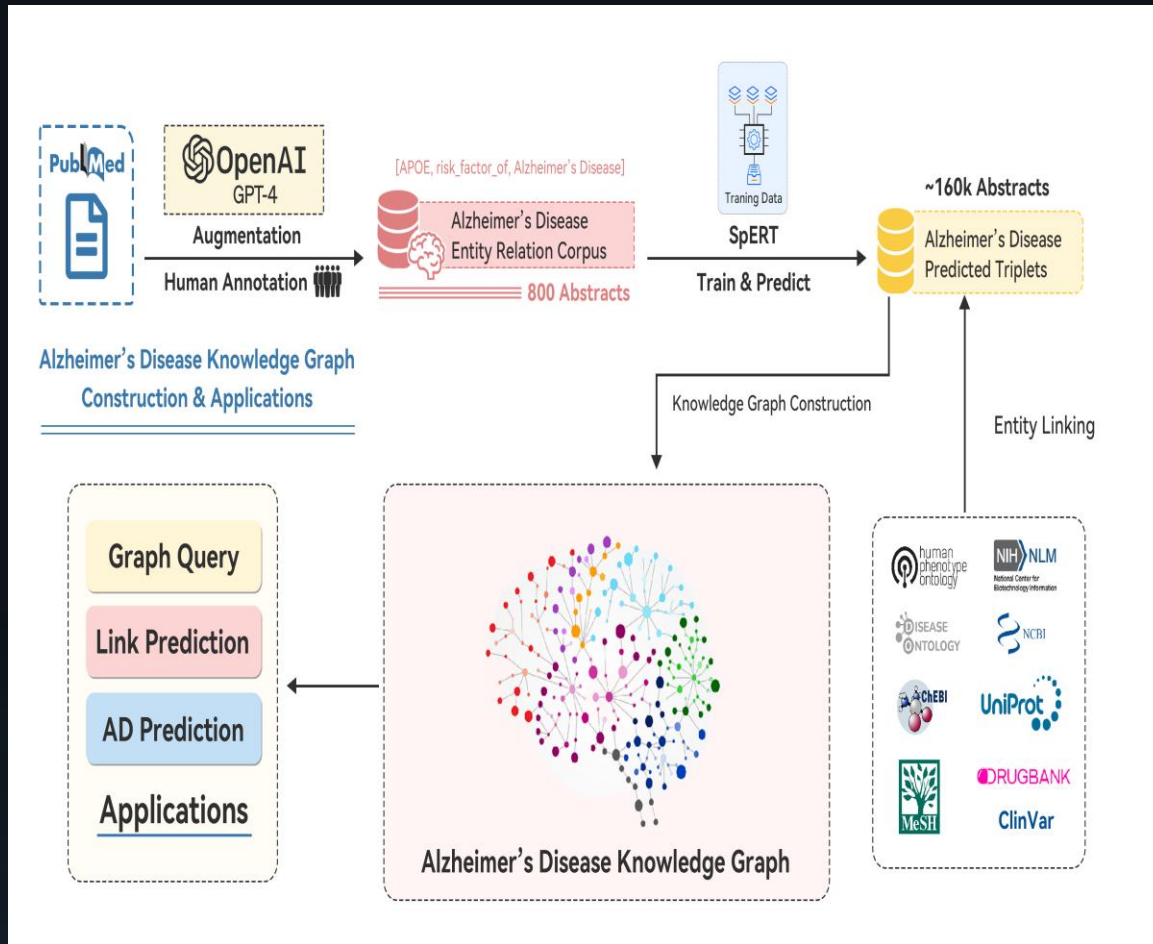 PubMed
OpenAI
GPT-4
Augmentation
Human Annotation
[APOE, risk_factor_of, Alzheimer's Disease]
Alzheimer's Disease
Entity Relation Corpus
800 Abstracts
Traning Data
SpERT
Train & Predict
~160k Abstracts
Alzheimer's Disease
Predicted Triplets
Alzheimer's Disease Knowledge Graph
Construction & Applications
Knowledge Graph Construction
Entity Linking
Graph Query
Link Prediction
AD Prediction
Applications
Alzheimer's Disease Knowledge Graph
human
phenotype
ontology
NIH NLM
National Center for
Biotechnology Information
DISEASE
ONTOLOGY
NCBI
ChEBI
UniProt
MeSH
DRUGBANK
ClinVar